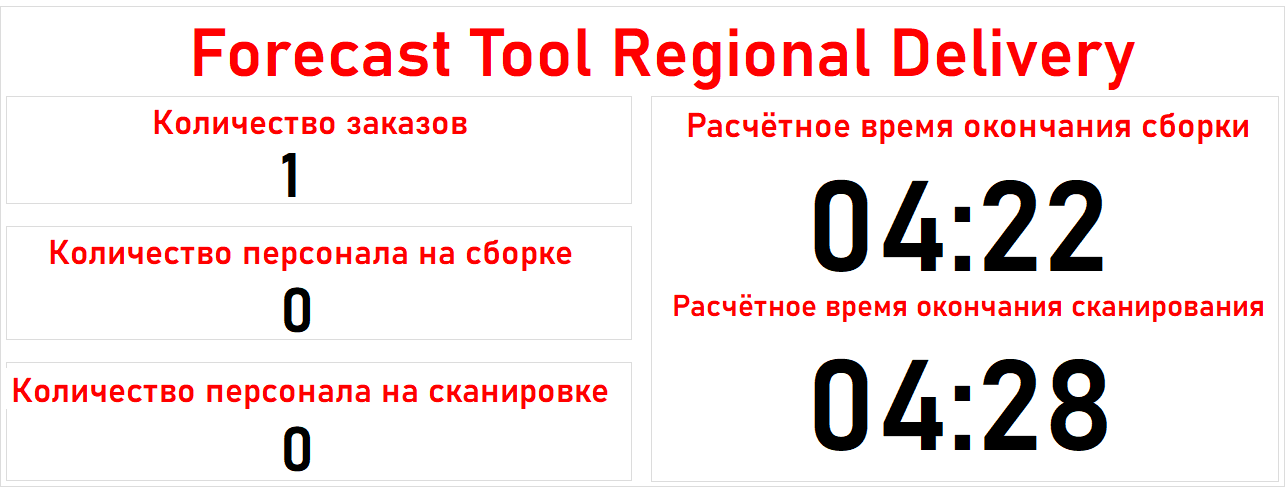 Forecast Tool Regional Delivery
Количество заказов
1
Количество персонала на сборке
0
Количество персонала на сканировке
0
Расчётное время окончания сборки
04:22
Расчётное время окончания сканирования
04:28